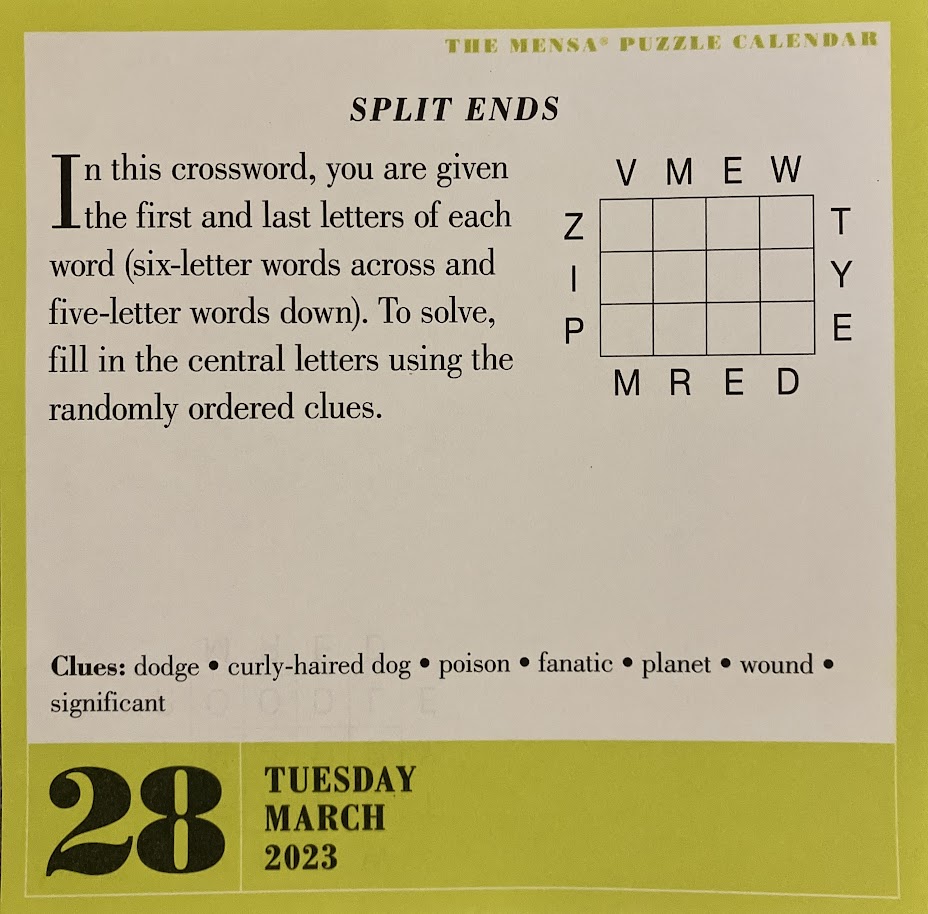 THE MENSA® PUZZLE CALENDAR
SPLIT ENDS
In this crossword, you are given
the first and last letters of each
word (six-letter words across and
five-letter words down). To solve,
fill in the central letters using the
randomly ordered clues.
V M E W
Z T
I Y
P E
M R E D
Clues: dodge • curly-haired dog • poison • fanatic • planet • wound •
significant
28
TUESDAY
MARCH
2023